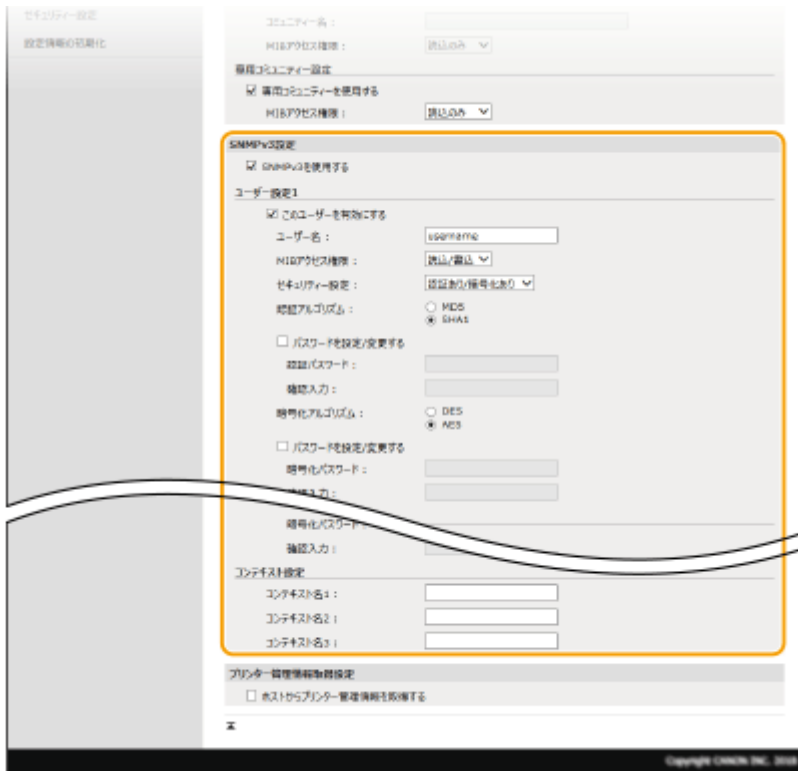 セキュリティー設定
設定情報の初期化
コミュニティー名：
MIBアクセス権限： 読込のみ
専用コミュニティー設定
専用コミュニティーを使用する
MIBアクセス権限： 読込のみ
SNMPv3設定
SNMPv3を使用する
ユーザー設定1
このユーザーを有効にする
ユーザー名： username
MIBアクセス権限： 読込/書込
セキュリティー設定： 認証あり/暗号化あり
認証アルゴリズム： MD5
SHA1
パスワードを設定/変更する
認証パスワード：
確認入力：
暗号化アルゴリズム： DES
AES
パスワードを設定/変更する
暗号化パスワード：
確認入力：
暗号化パスワード：
確認入力：
コンテキスト設定
コンテキスト名1：
コンテキスト名2：
コンテキスト名3：
プリンター管理情報取得設定
ホストからプリンター管理情報を取得する
Copyright CANON INC. 2018